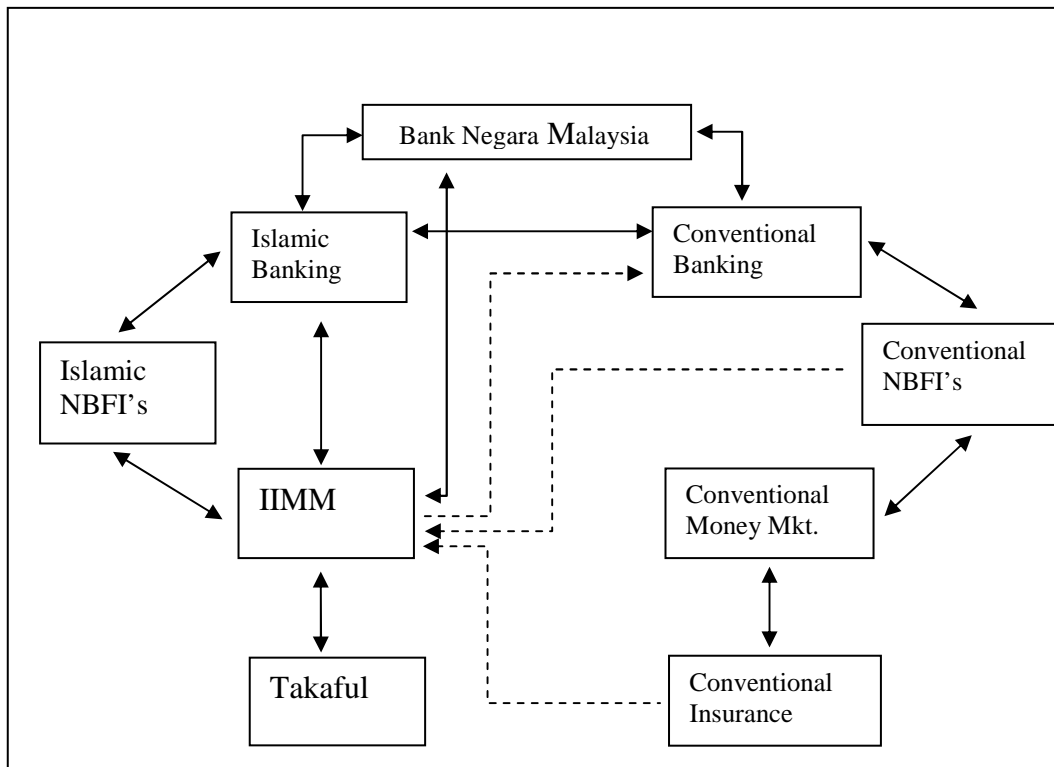 Bank Negara Malaysia
Islamic
Banking
Conventional
Banking
Islamic
NBFI's
Conventional
NBFI's
IIMM
Conventional
Money Mkt.
Takaful
Conventional
Insurance